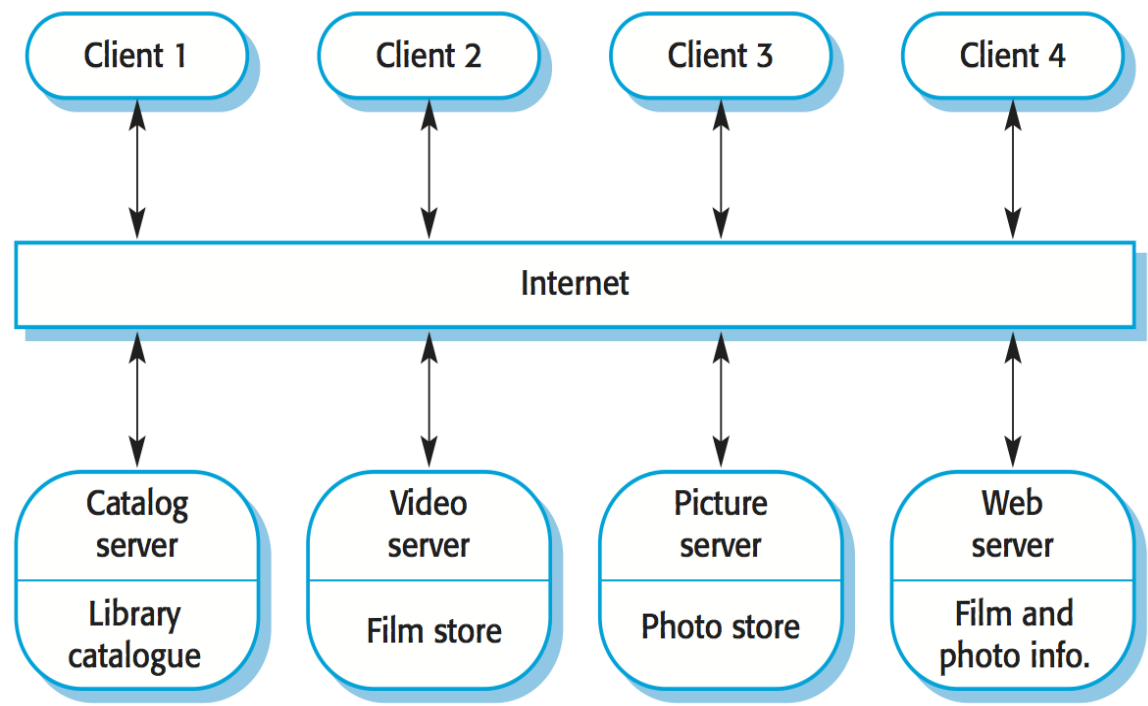 Client 1
Client 2
Client 3
Client 4
Internet
Catalog
server
Library
catalogue
Video
server
Film store
Picture
server
Photo store
Web
server
Film and
photo info.